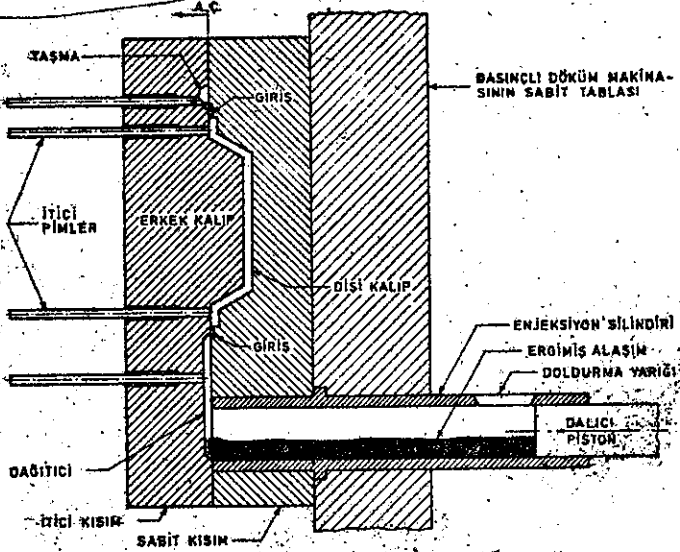 A.Ç.
TAŞMA
GİRİŞ
BASINÇLI DÖKÜM MAKİNA-
SININ SABİT TABLASI
İTİCİ
PİMLER
ERKEK KALIP
DİŞİ KALIP
GİRİŞ
ENJEKSİYON SİLİNDİRİ
ERGİMİŞ ALAŞIM
DOLDURMA YARIĞI
DALICI
PİSTON
DAĞITICI
İTİCİ KISIM
SABİT KISIM